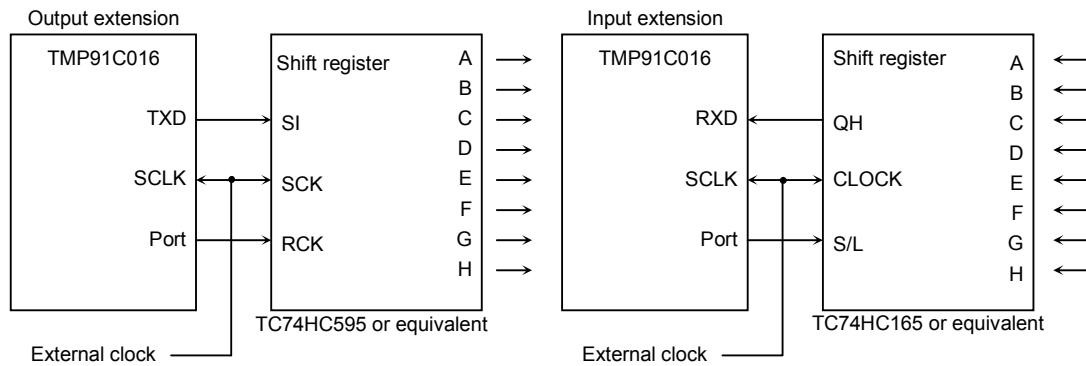 Output extension
TMP91C016
TXD
SCLK
Port
Shift register
SI
SCK
RCK
A
B
C
D
E
F
G
H
TC74HC595 or equivalent
External clock
Input extension
TMP91C016
RXD
SCLK
Port
Shift register
QH
CLOCK
S/L
A
B
C
D
E
F
G
H
TC74HC165 or equivalent
External clock